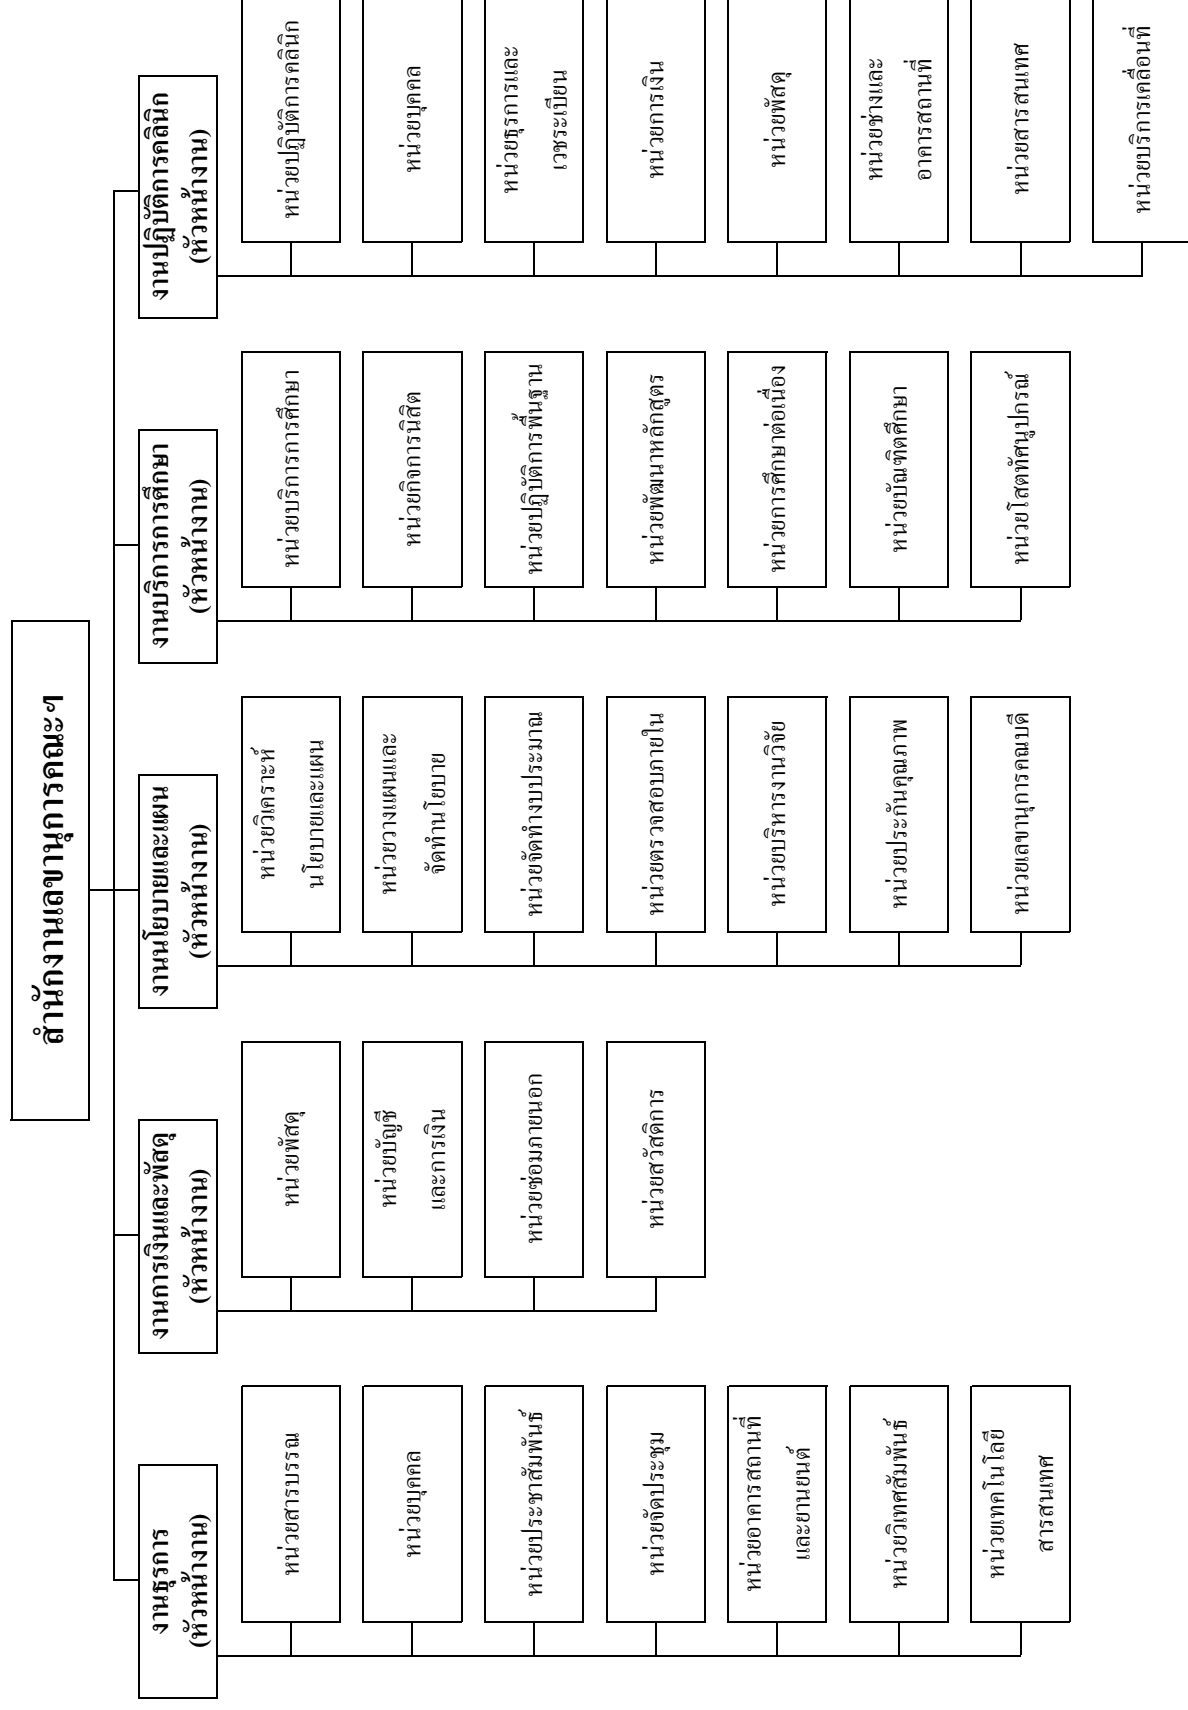 สำนักงานเลขานุการคณะฯ
งานธุรการ
(หัวหน้างาน)
หน่วยสารบรรณ
หน่วยบุคคล
หน่วยประชาสัมพันธ์
หน่วยจัดประชุม
หน่วยอาคารสถานที่
และยานยนต์
หน่วยวิเทศสัมพันธ์
หน่วยเทคโนโลยี
สารสนเทศ
งานการเงินและพัสดุ
(หัวหน้างาน)
หน่วยพัสดุ
หน่วยบัญชี
และการเงิน
หน่วยซ่อมภายนอก
หน่วยสวัสดิการ
งานนโยบายและแผน
(หัวหน้างาน)
หน่วยวิเคราะห์
นโยบายและแผน
หน่วยวางแผนและ
จัดทำนโยบาย
หน่วยจัดทำงบประมาณ
หน่วยตรวจสอบภายใน
หน่วยบริหารงานวิจัย
หน่วยประกันคุณภาพ
หน่วยเลขานุการคณบดี
งานบริการการศึกษา
(หัวหน้างาน)
หน่วยบริการการศึกษา
หน่วยกิจการนิสิต
หน่วยปฏิบัติการพื้นฐาน
หน่วยพัฒนาหลักสูตร
หน่วยการศึกษาต่อเนื่อง
หน่วยบัณฑิตศึกษา
หน่วยโสตทัศนูปกรณ์
งานปฏิบัติการคลินิก
(หัวหน้างาน)
หน่วยปฏิบัติการคลินิก
หน่วยบุคคล
หน่วยธุรการและ
เวชระเบียน
หน่วยการเงิน
หน่วยพัสดุ
หน่วยช่างและ
อาคารสถานที่
หน่วยสารสนเทศ
หน่วยบริการเคลื่อนที่